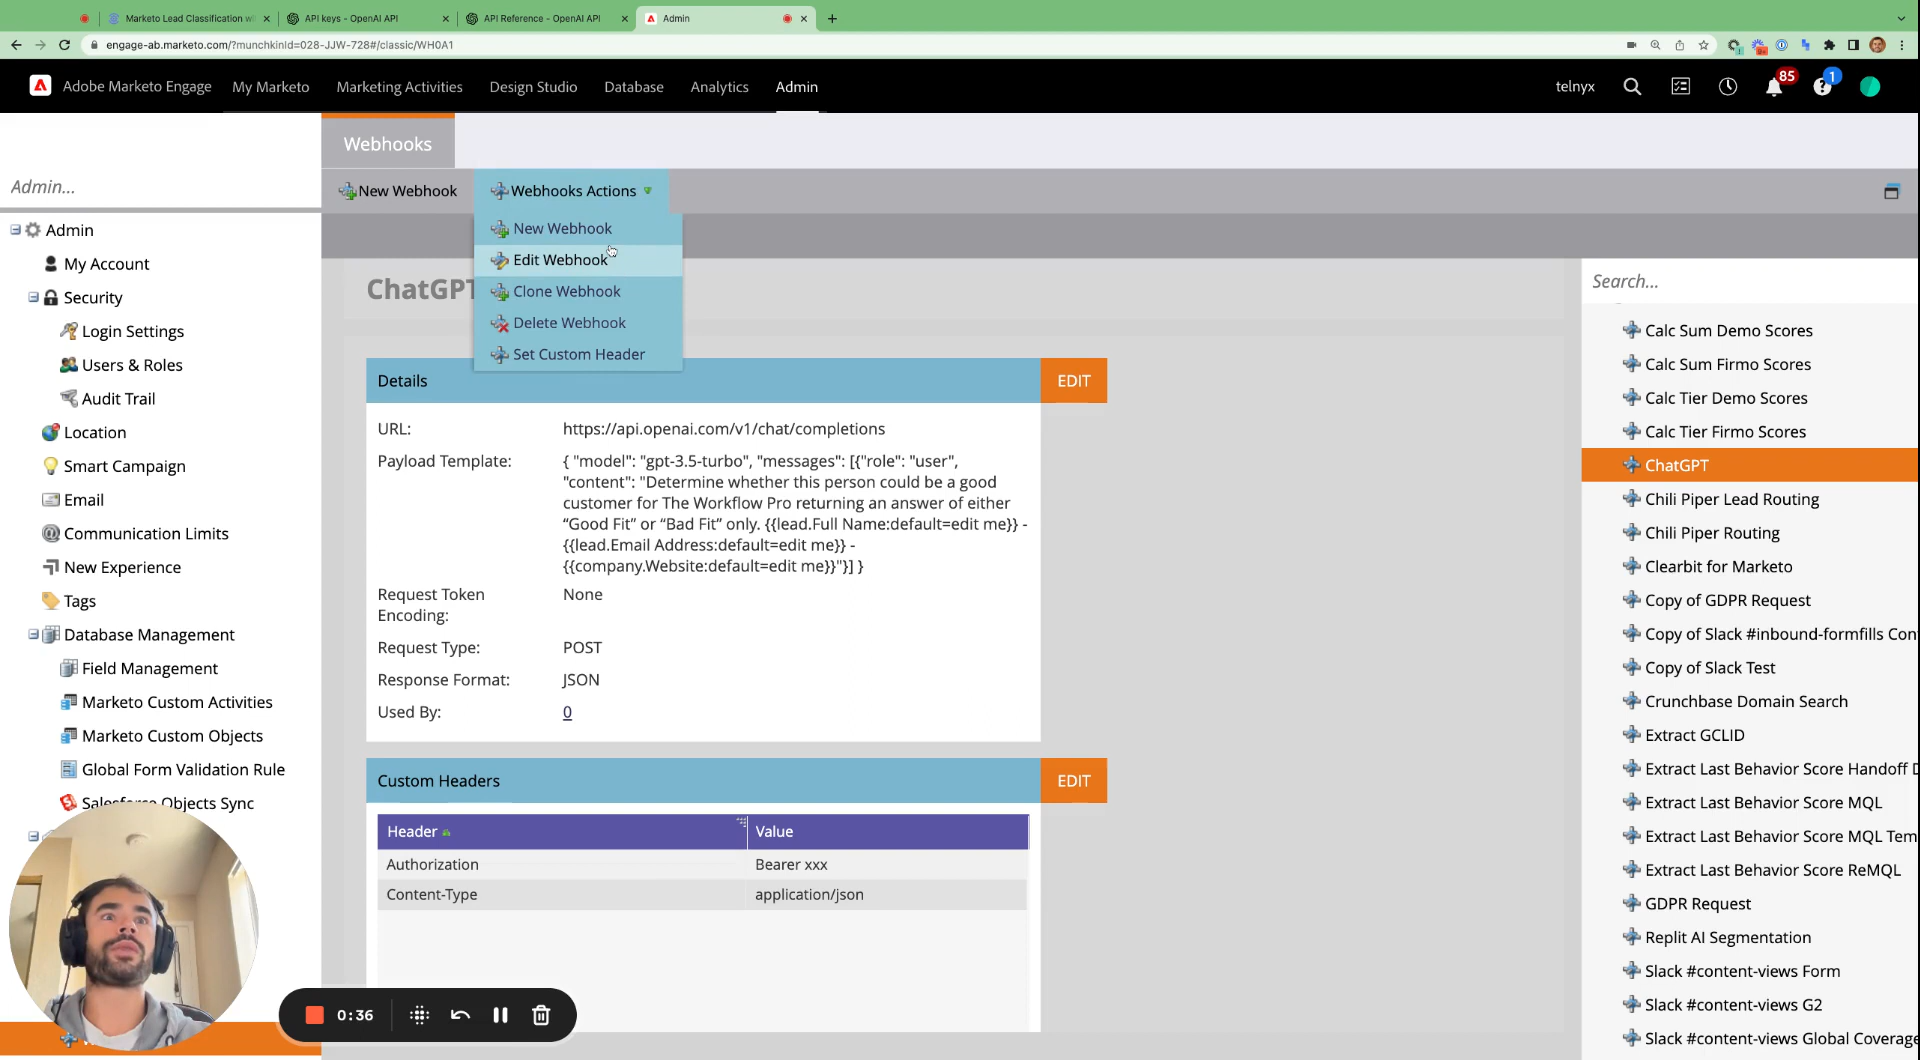 Marketo Lead Classification wi
API keys - OpenAI API
API Reference - OpenAI API
Admin
engage-ab.marketo.com/?munchkinId=028-JJW-728#/classic/WH0A1
Adobe Marketo Engage
My Marketo
Marketing Activities
Design Studio
Database
Analytics
Admin
telnyx
85
1
Webhooks
Admin...
New Webhook
Webhooks Actions
New Webhook
Edit Webhook
Clone Webhook
Delete Webhook
Set Custom Header
Admin
My Account
Security
Login Settings
Users & Roles
Audit Trail
Location
Smart Campaign
Email
Communication Limits
New Experience
Tags
Database Management
Field Management
Marketo Custom Activities
Marketo Custom Objects
Global Form Validation Rule
Salesforce Objects Sync
ChatGPT
Details
EDIT
URL:
https://api.openai.com/v1/chat/completions
Payload Template:
{ "model": "gpt-3.5-turbo", "messages": [{"role": "user",
"content": "Determine whether this person could be a good
customer for The Workflow Pro returning an answer of either
“Good Fit” or “Bad Fit” only. {{lead.Full Name:default=edit me}} -
{{lead.Email Address:default=edit me}} -
{{company.Website:default=edit me}}"}] }
Request Token
Encoding:
None
Request Type:
POST
Response Format:
JSON
Used By:
0
Custom Headers
EDIT
Header
Value
Authorization
Bearer xxx
Content-Type
application/json
0:36
Search...
Calc Sum Demo Scores
Calc Sum Firmo Scores
Calc Tier Demo Scores
Calc Tier Firmo Scores
ChatGPT
Chili Piper Lead Routing
Chili Piper Routing
Clearbit for Marketo
Copy of GDPR Request
Copy of Slack #inbound-formfills Con
Copy of Slack Test
Crunchbase Domain Search
Extract GCLID
Extract Last Behavior Score Handoff D
Extract Last Behavior Score MQL
Extract Last Behavior Score MQL Tem
Extract Last Behavior Score ReMQL
GDPR Request
Replit AI Segmentation
Slack #content-views Form
Slack #content-views G2
Slack #content-views Global Coverage